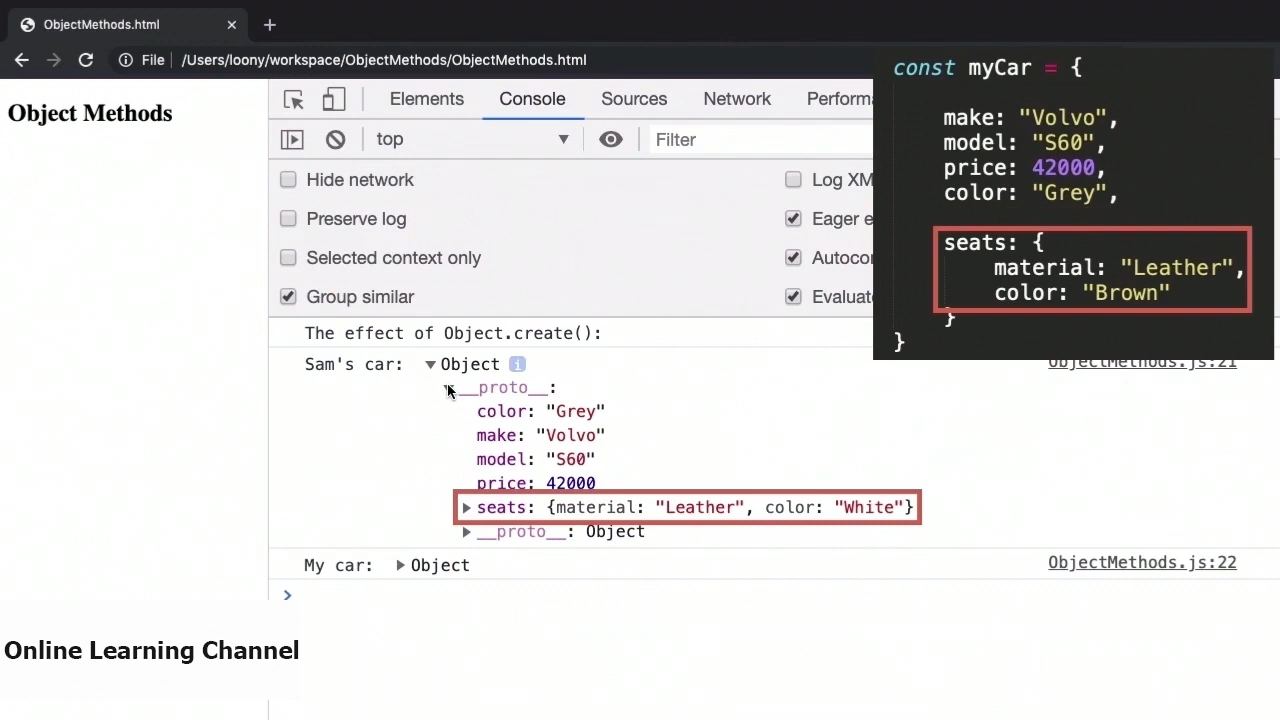 ObjectMethods.html
File
/Users/loony/workspace/ObjectMethods/ObjectMethods.html
Object Methods
Elements Console Sources Network Performa
top
Filter
Hide network
Log XM
Preserve log
Eager e
Selected context only
Autocor
Group similar
Evaluate
const myCar = {
make: "Volvo",
model: "S60",
price: 42000,
color: "Grey",
seats: {
material: "Leather",
color: "Brown"
}
}
The effect of Object.create():
Sam's car: ▼Object i
ObjectMethods.js:21
__proto__:
color: "Grey"
make: "Volvo"
model: "S60"
price: 42000
▶ seats: {material: "Leather", color: "White"}
▶ __proto__: Object
My car: ▶ Object
ObjectMethods.js:22
>
Online Learning Channel